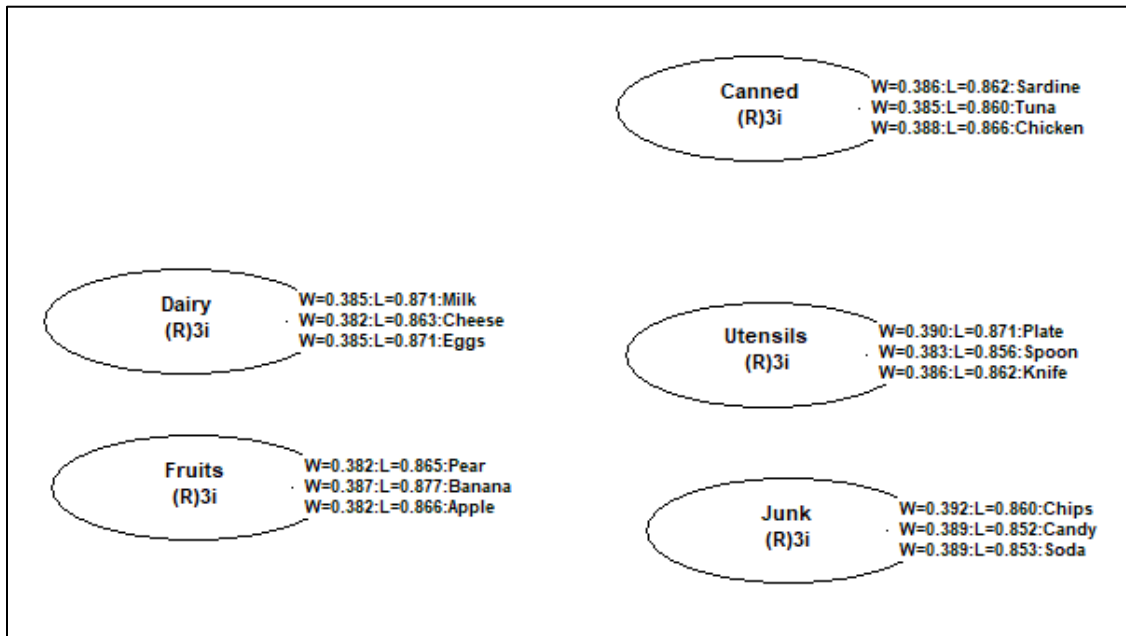 Canned
(R)3i
W=0.386:L=0.862:Sardine
W=0.385:L=0.860:Tuna
W=0.388:L=0.866:Chicken
Dairy
(R)3i
W=0.385:L=0.871:Milk
W=0.382:L=0.863:Cheese
W=0.385:L=0.871:Eggs
Utensils
(R)3i
W=0.390:L=0.871:Plate
W=0.383:L=0.856:Spoon
W=0.386:L=0.862:Knife
Fruits
(R)3i
W=0.382:L=0.865:Pear
W=0.387:L=0.877:Banana
W=0.382:L=0.866:Apple
Junk
(R)3i
W=0.392:L=0.860:Chips
W=0.389:L=0.852:Candy
W=0.389:L=0.853:Soda